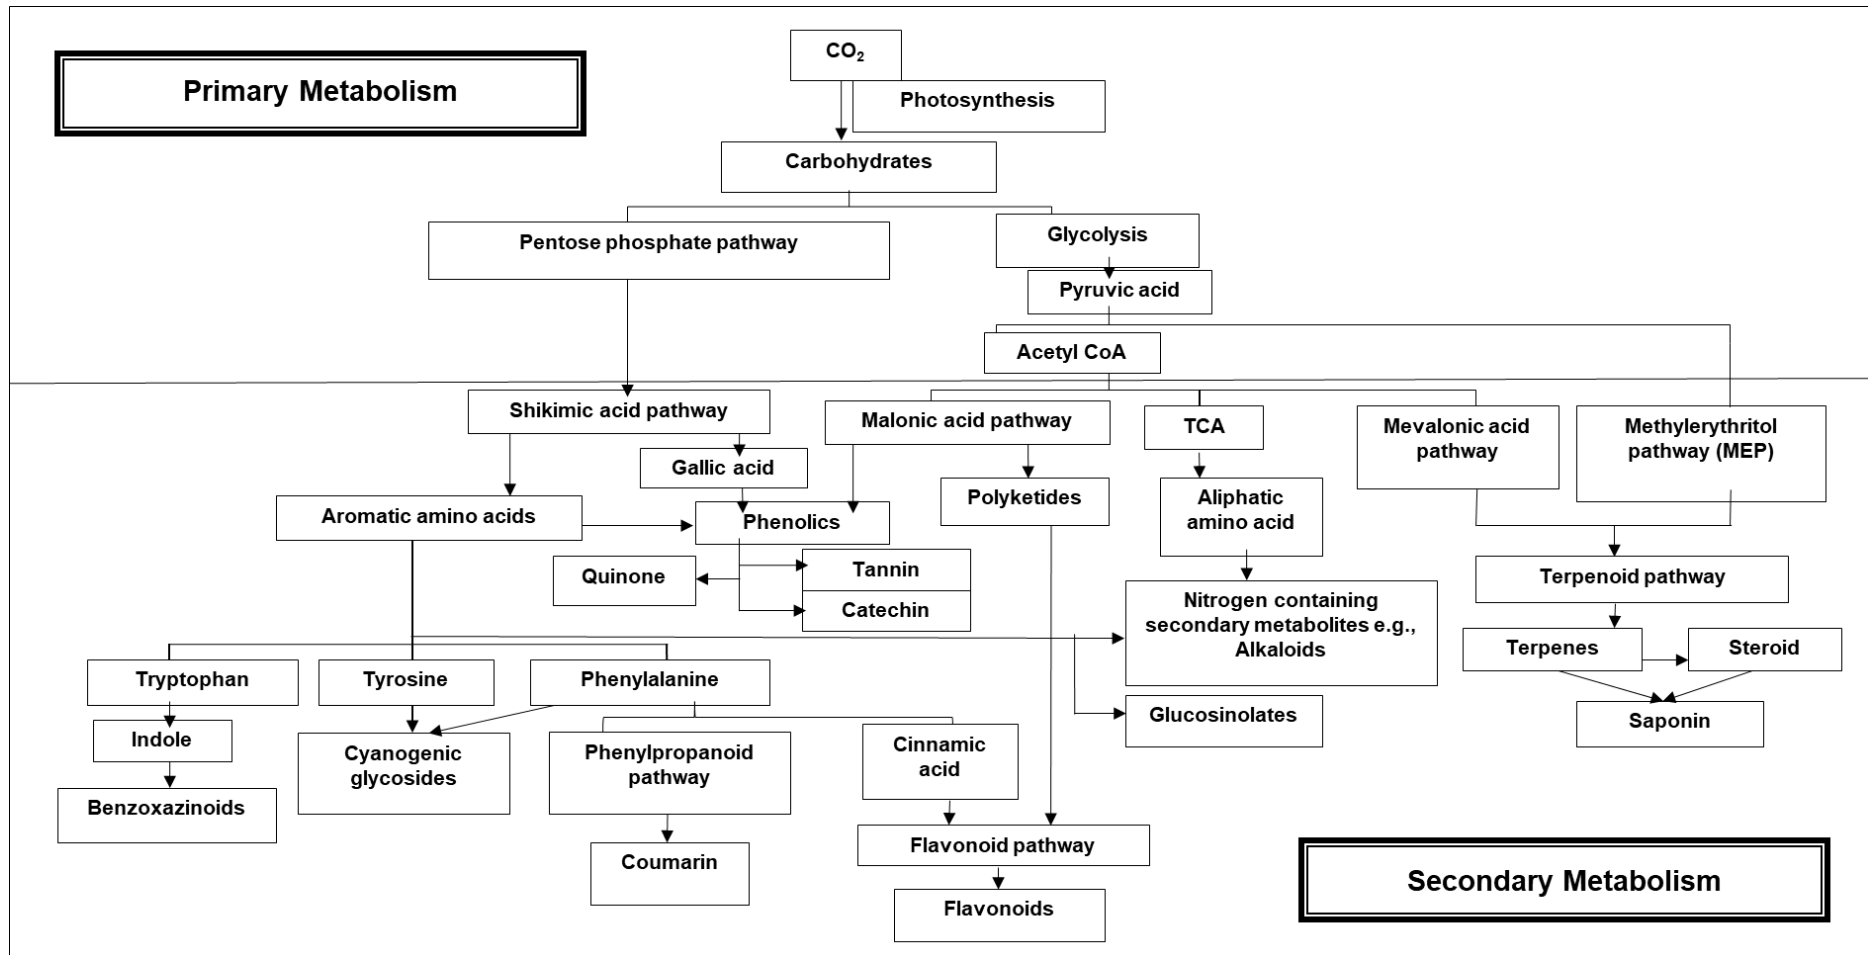 Primary Metabolism
CO₂
Photosynthesis
Carbohydrates
Pentose phosphate pathway
Glycolysis
Pyruvic acid
Acetyl CoA
Shikimic acid pathway
Malonic acid pathway
TCA
Mevalonic acid
pathway
Methylerythritol
pathway (MEP)
Gallic acid
Aromatic amino acids
Phenolics
Polyketides
Aliphatic
amino acid
Quinone
Tannin
Catechin
Terpenoid pathway
Nitrogen containing
secondary metabolites e.g.,
Alkaloids
Terpenes
Steroid
Tryptophan
Tyrosine
Phenylalanine
Glucosinolates
Saponin
Indole
Cyanogenic
glycosides
Phenylpropanoid
pathway
Cinnamic
acid
Benzoxazinoids
Coumarin
Flavonoid pathway
Flavonoids
Secondary Metabolism